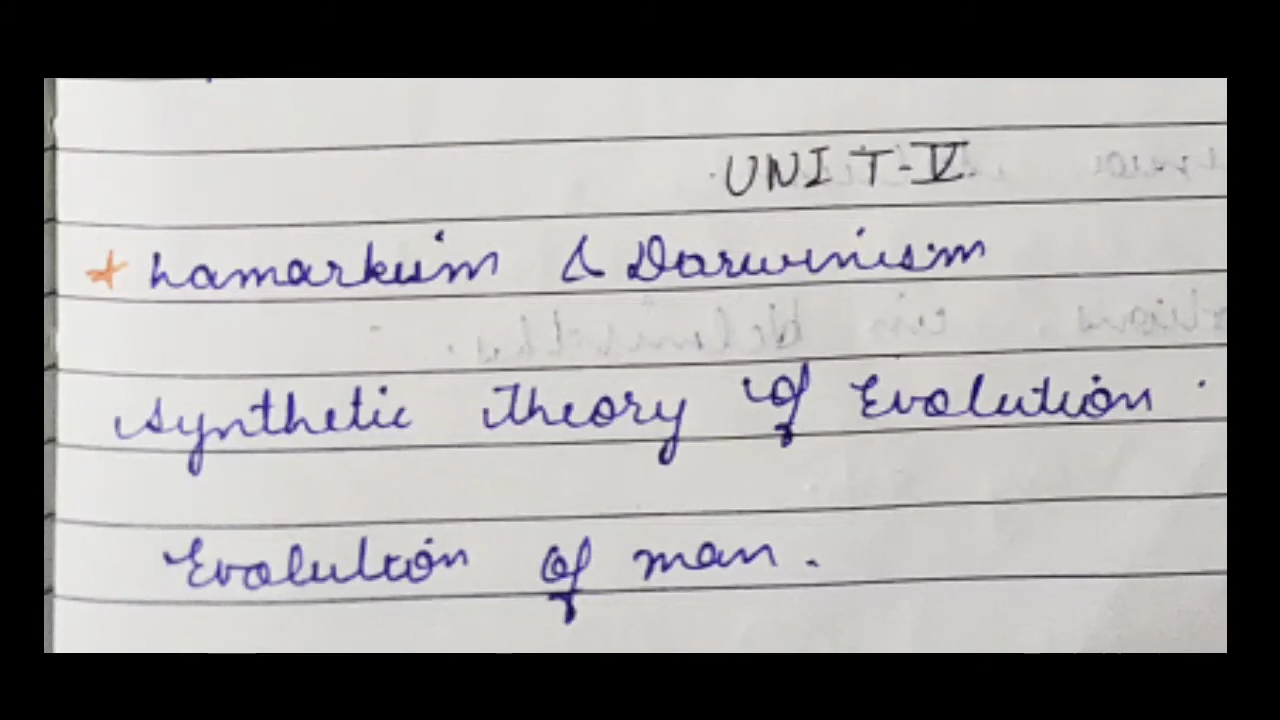 UNIT-V
* Lamarkism & Darwinism
Synthetic Theory of Evolution.
Evolution of man.